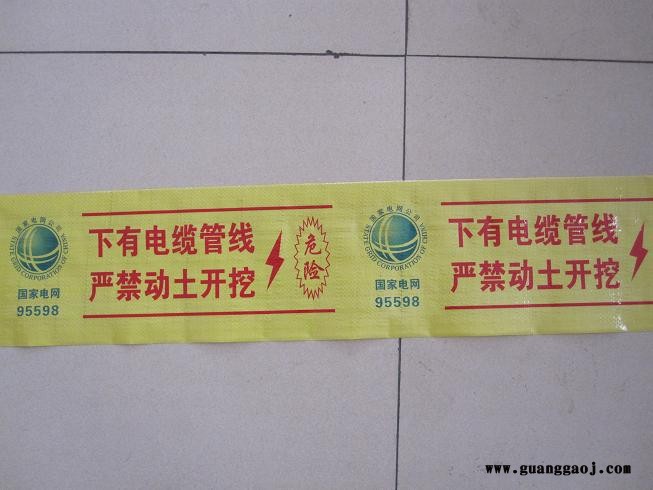 国家电网公司
STATE GRID CORPORATION OF CHINA
国家电网
95598
下有电缆管线
严禁动土开挖
危险
国家电网公司
STATE GRID CORPORATION OF CHINA
国家电网
95598
下有电缆管线
严禁动土开挖
www.guanggaoj.com